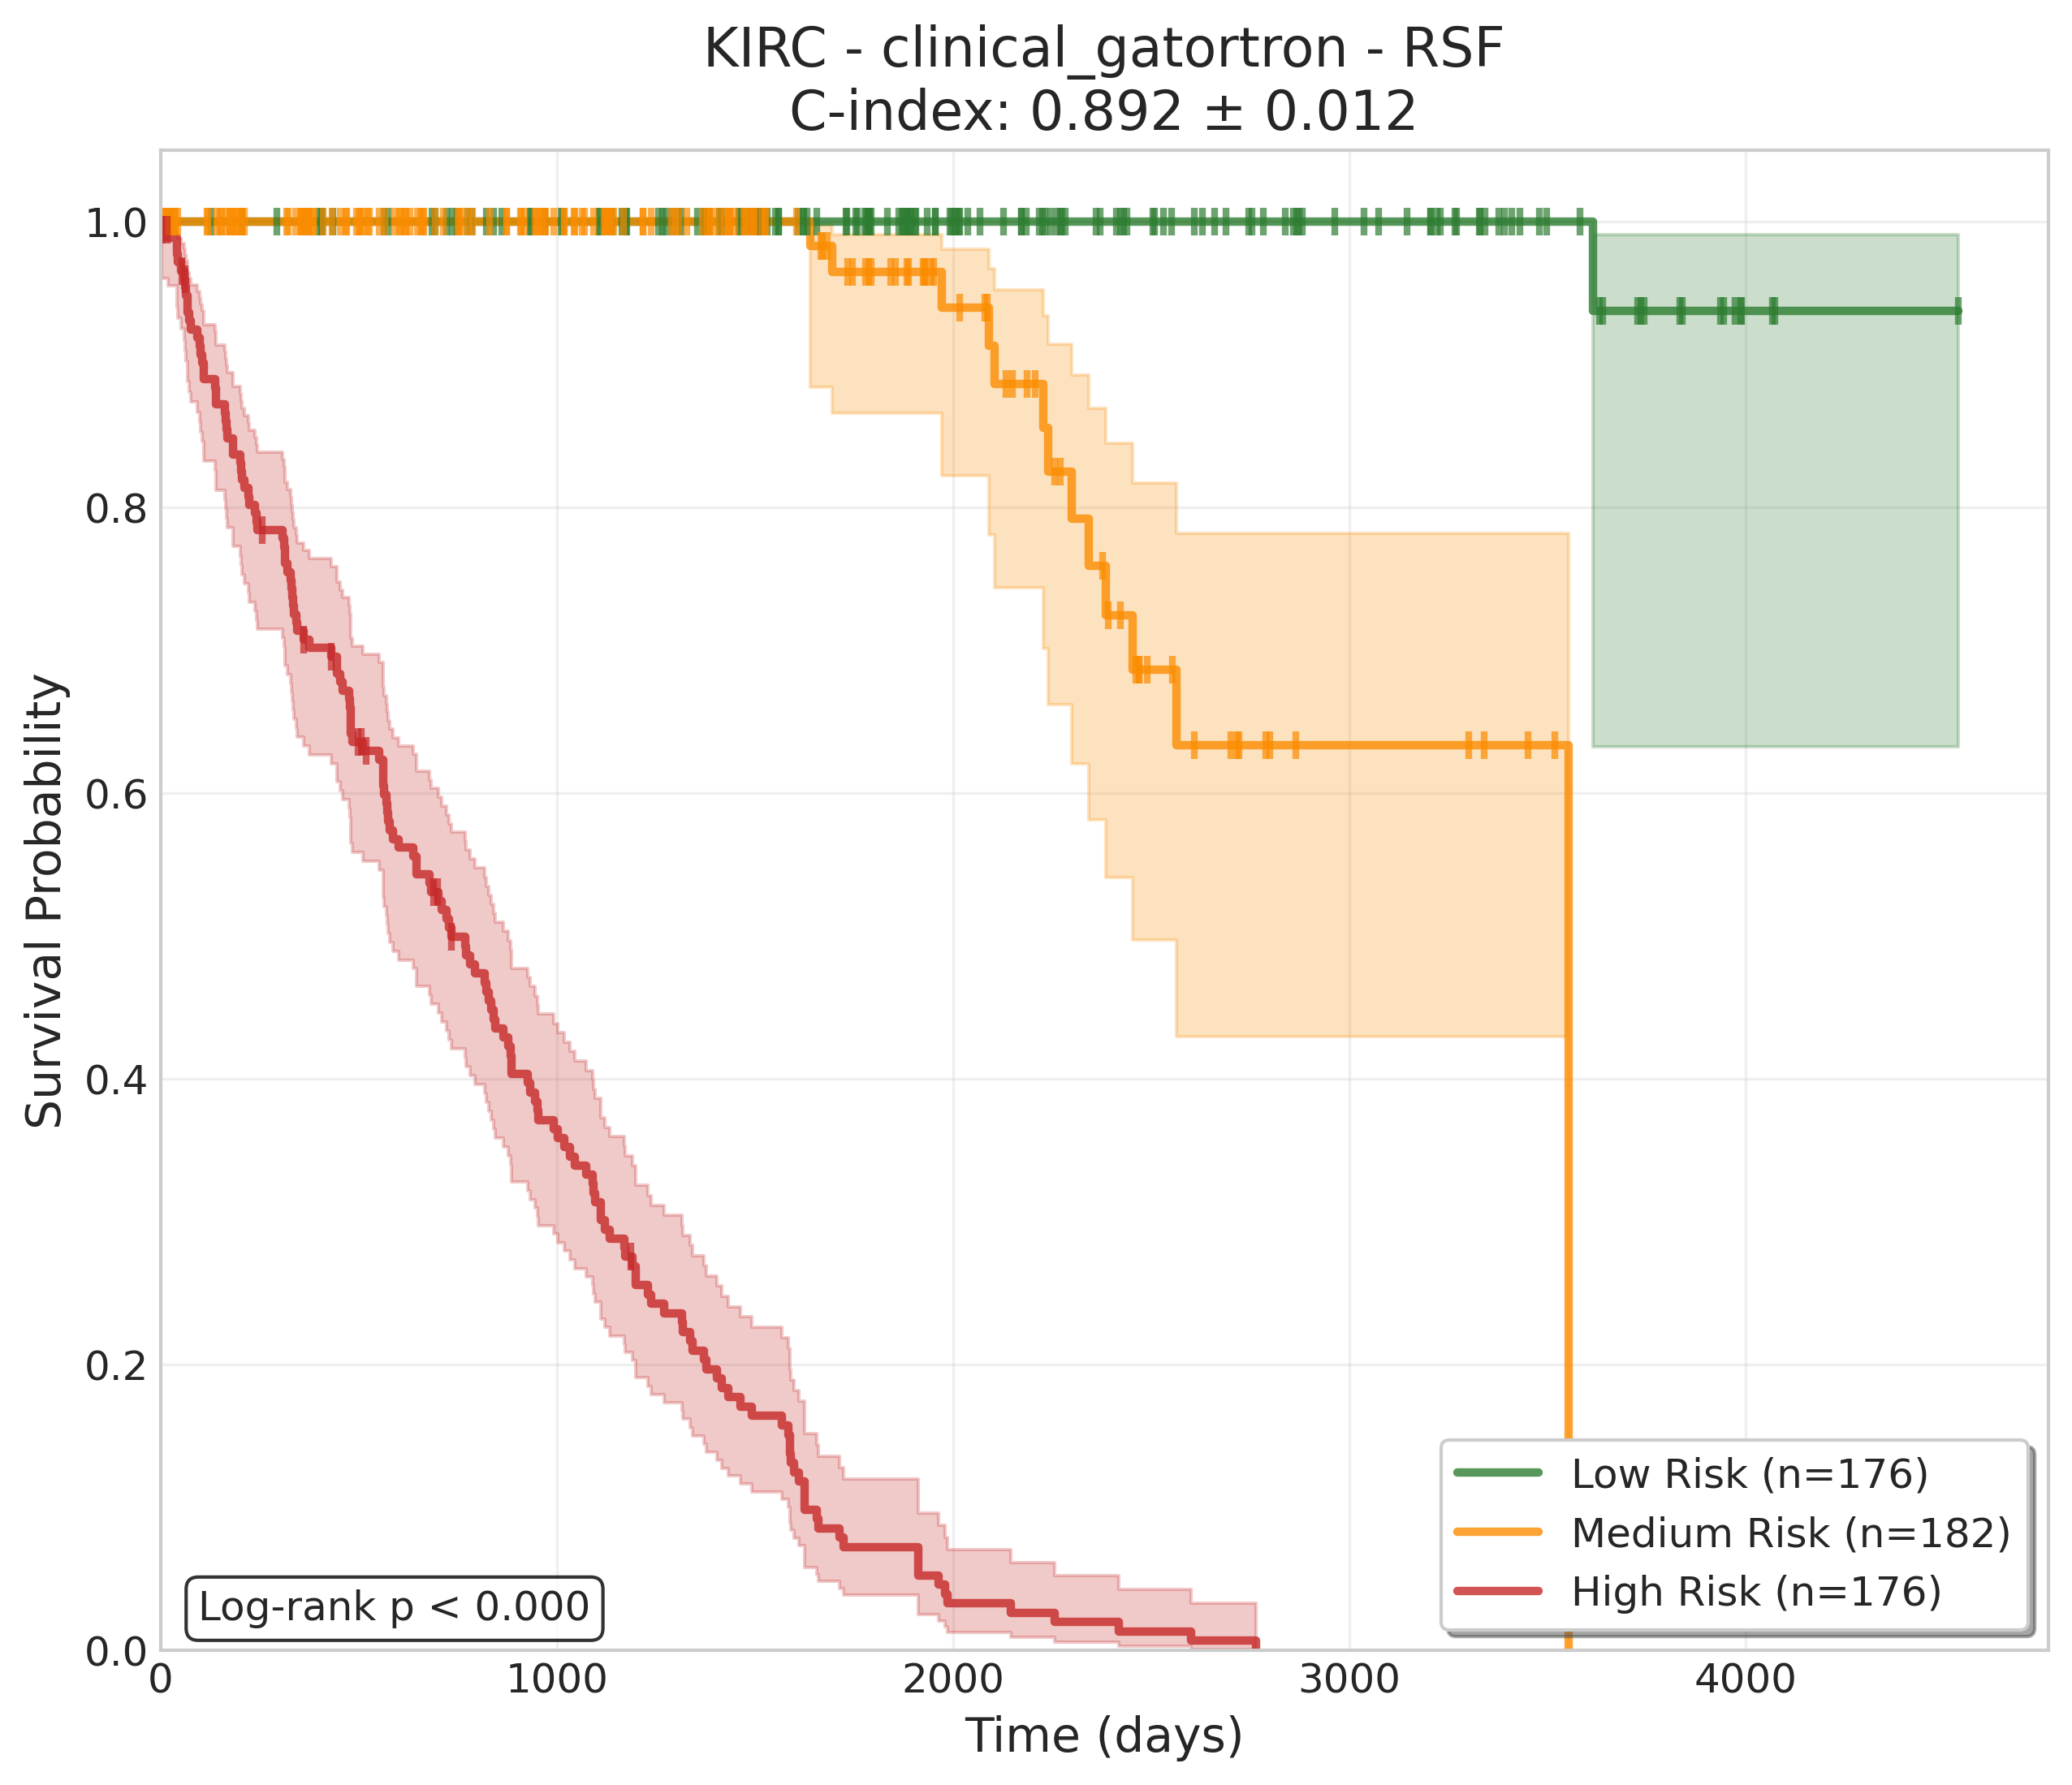 KIRC - clinical_gatortron - RSF
C-index: 0.892 ± 0.012
Survival Probability
1.0
0.8
0.6
0.4
0.2
0.0
Log-rank p < 0.000
Low Risk (n=176)
Medium Risk (n=182)
High Risk (n=176)
0 1000 2000 3000 4000
Time (days)